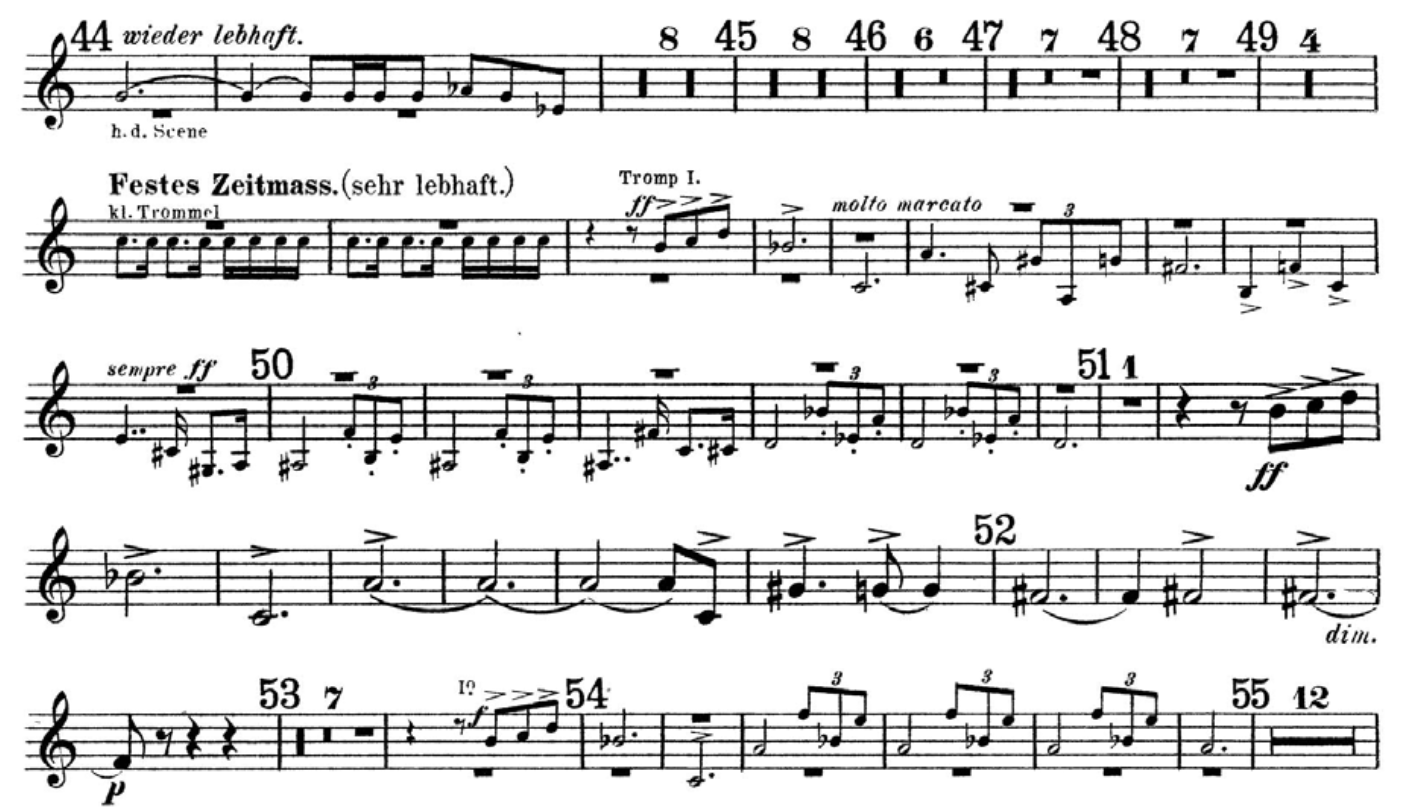 44 wieder lebhaft. 8 45 8 46 6 47 7 48 7 49 4
h. d. Scene
Festes Zeitmass. (sehr lebhaft.)
kl. Trommel Tromp I.
ff molto marcato 3
sempre ff 50 3 3 3 3 51 1
ff
52
dim.
53 7 I? f 54 3 3 3 55 12
p